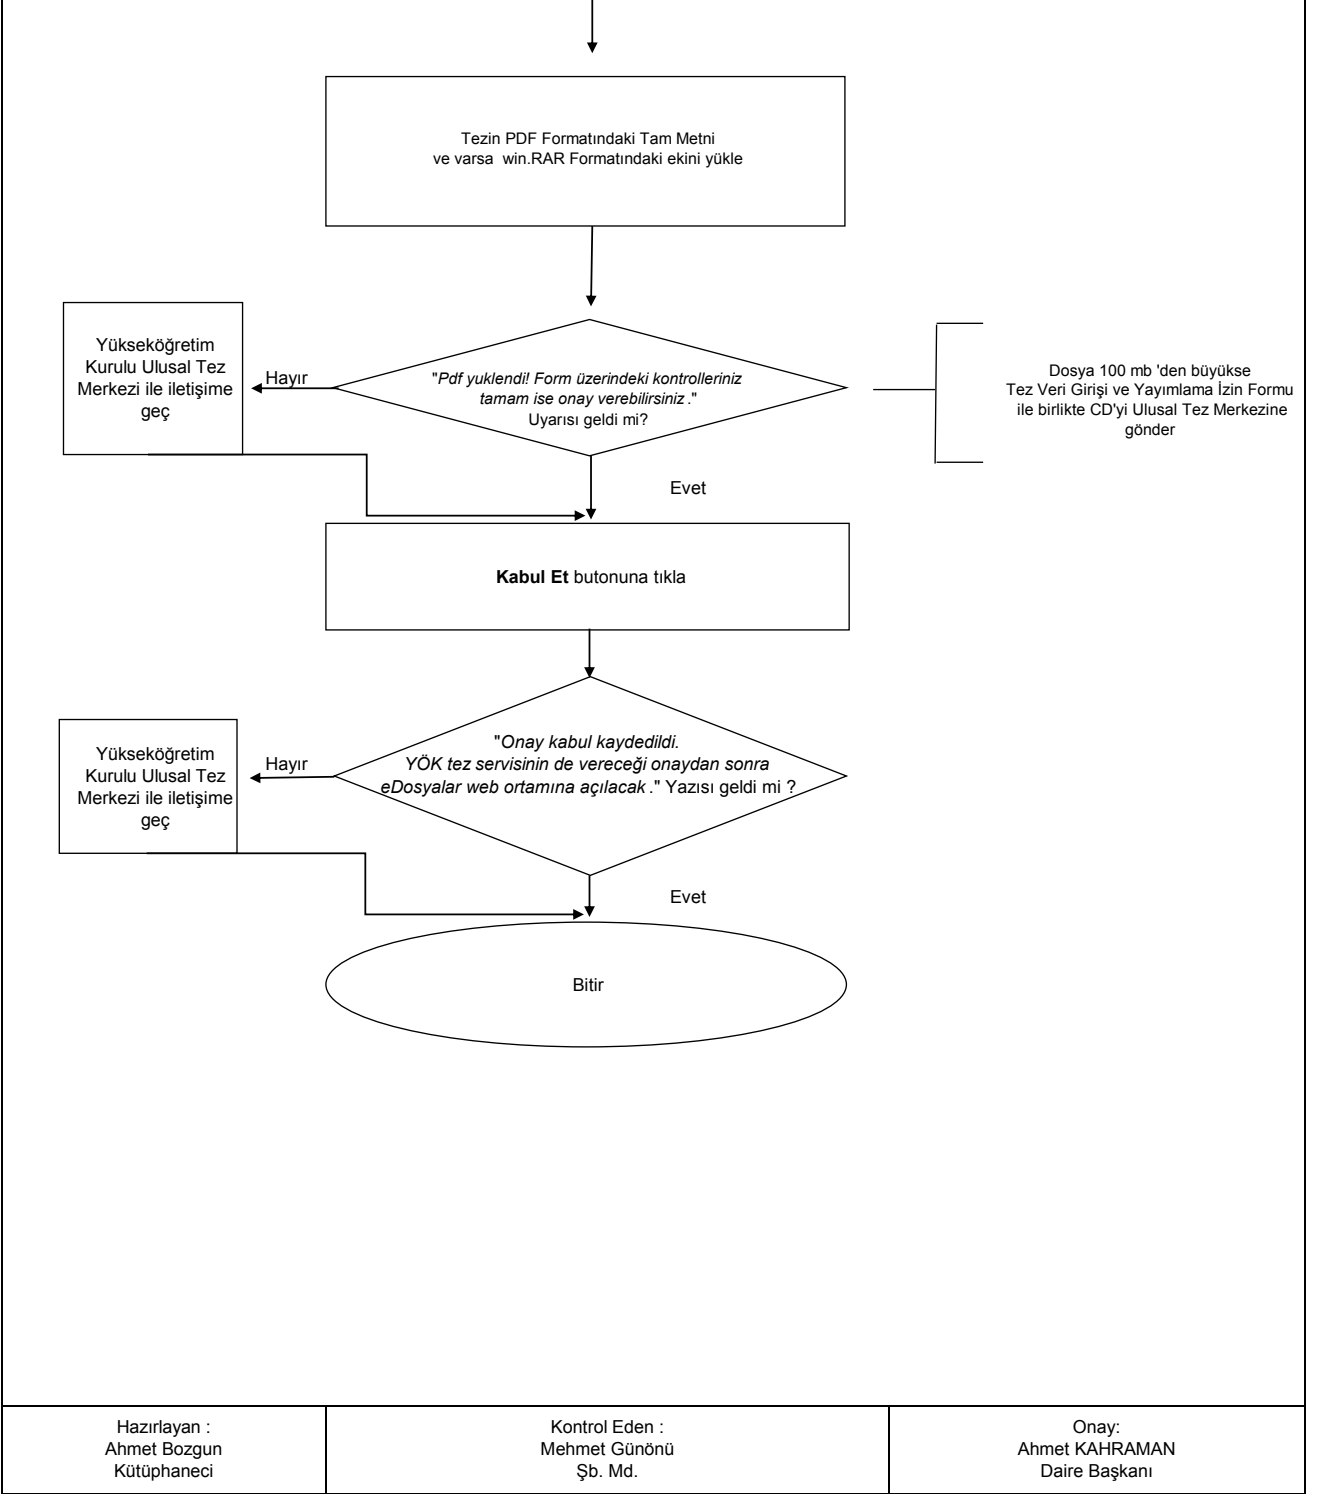 Tezin PDF Formatındaki Tam Metni
ve varsa win.RAR Formatındaki ekini yükle
Yükseköğretim
Kurulu Ulusal Tez
Merkezi ile iletişime
geç
Hayır
"Pdf yuklendi! Form üzerindeki kontrolleriniz
tamam ise onay verebilirsiniz ."
Uyarısı geldi mi?
Dosya 100 mb 'den büyükse
Tez Veri Girişi ve Yayımlama İzin Formu
ile birlikte CD'yi Ulusal Tez Merkezine
gönder
Evet
Kabul Et butonuna tıkla
Yükseköğretim
Kurulu Ulusal Tez
Merkezi ile iletişime
geç
Hayır
"Onay kabul kaydedildi.
YÖK tez servisinin de vereceği onaydan sonra
eDosyalar web ortamına açılacak ." Yazısı geldi mi ?
Evet
Bitir
Hazırlayan :
Ahmet Bozgun
Kütüphaneci
Kontrol Eden :
Mehmet Günönü
Şb. Md.
Onay:
Ahmet KAHRAMAN
Daire Başkanı